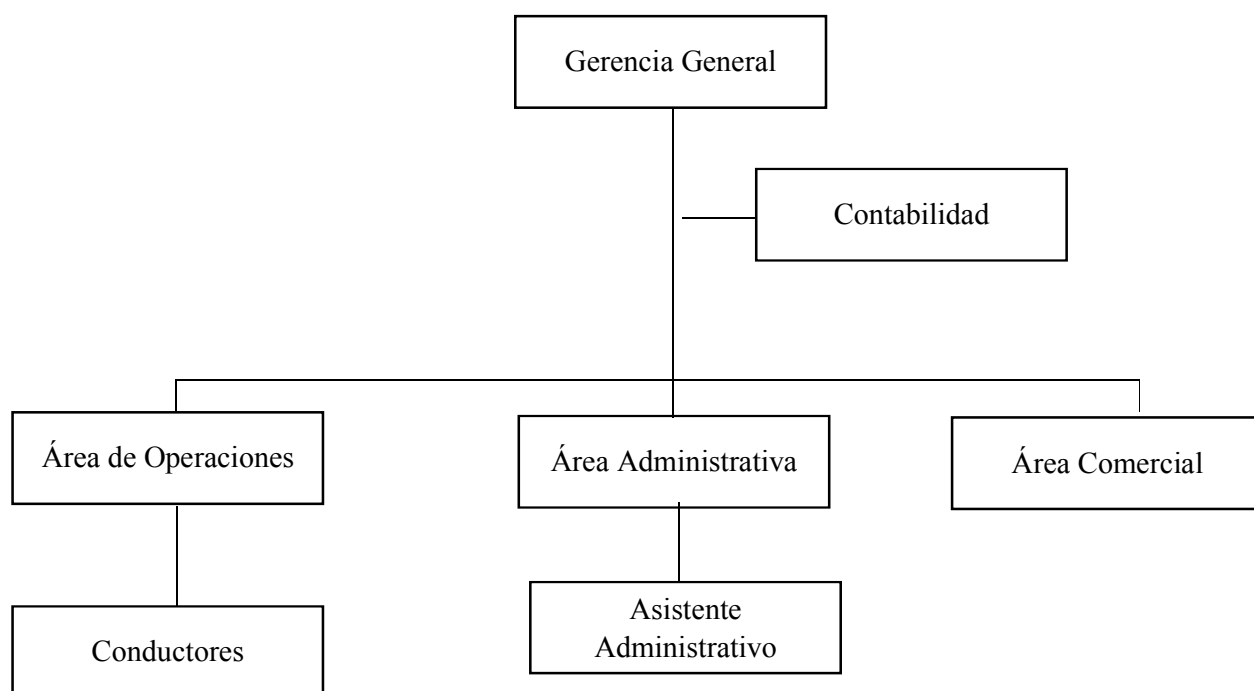 Gerencia General
Contabilidad
Área de Operaciones
Área Administrativa
Área Comercial
Conductores
Asistente
Administrativo